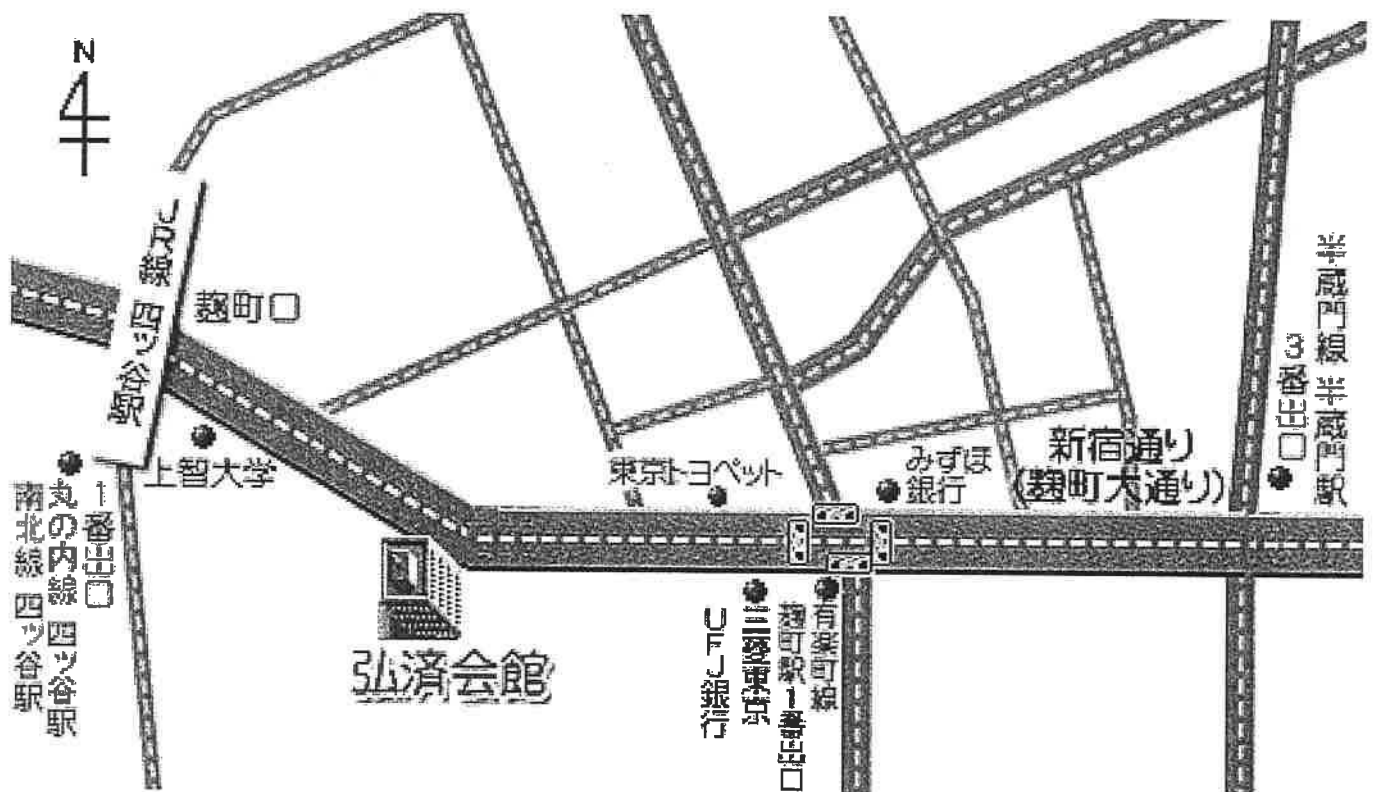 N
JR線 四ツ谷駅
麹町口
上智大学
1番出口
丸の内線 四ツ谷駅
南北線 四ツ谷駅
弘済会館
東京トヨペット
みずほ
銀行
新宿通り
(麹町大通り)
半蔵門線 半蔵門駅
3番出口
有楽町線
麹町駅 1番出口
三菱東京
UFJ銀行